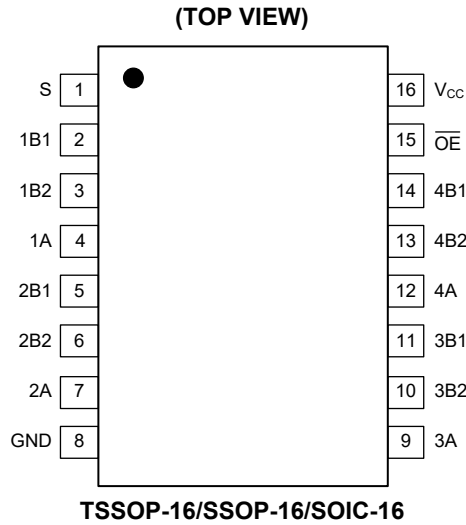 (TOP VIEW)
S 1 16 VCC
1B1 2 15 O̅E̅
1B2 3 14 4B1
1A 4 13 4B2
2B1 5 12 4A
2B2 6 11 3B1
2A 7 10 3B2
GND 8 9 3A
TSSOP-16/SSOP-16/SOIC-16